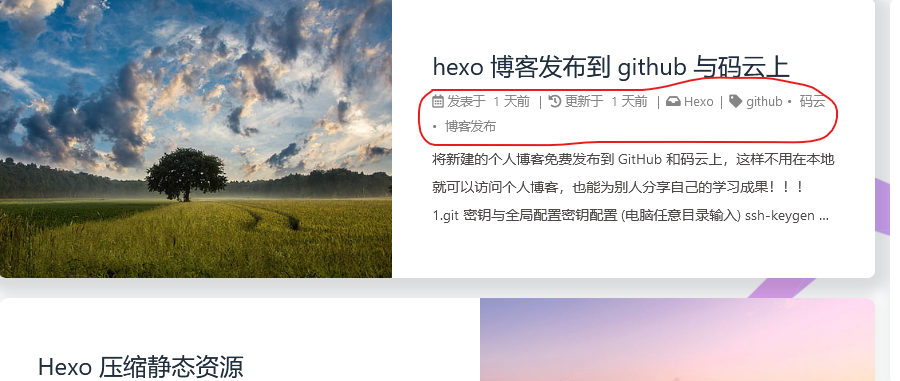 hexo 博客发布到 github 与码云上
发表于 1 天前 | 更新于 1 天前 | Hexo | github • 码云
• 博客发布
将新建的个人博客免费发布到 GitHub 和码云上，这样不用在本地
就可以访问个人博客，也能为别人分享自己的学习成果！！！
1.git 密钥与全局配置密钥配置 (电脑任意目录输入) ssh-keygen ...
Hexo 压缩静态资源